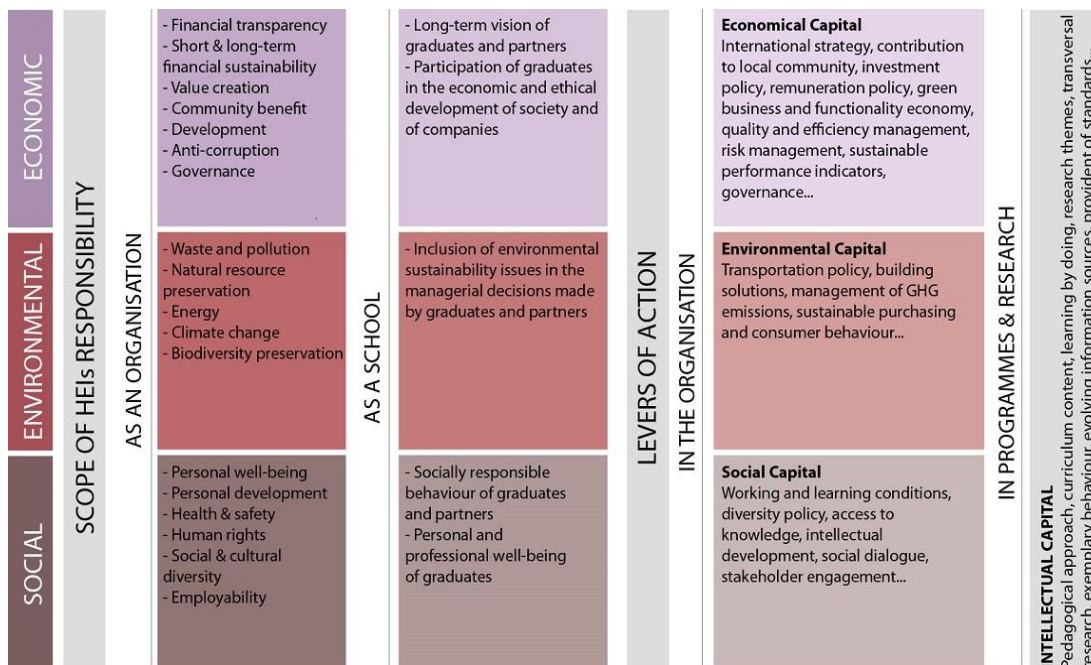 ECONOMIC
ENVIRONMENTAL
SOCIAL
SCOPE OF HEIs RESPONSIBILITY
AS AN ORGANISATION
- Financial transparency
- Short & long-term
financial sustainability
- Value creation
- Community benefit
- Development
- Anti-corruption
- Governance
- Waste and pollution
- Natural resource
preservation
- Energy
- Climate change
- Biodiversity preservation
- Personal well-being
- Personal development
- Health & safety
- Human rights
- Social & cultural
diversity
- Employability
AS A SCHOOL
- Long-term vision of
graduates and partners
- Participation of graduates
in the economic and ethical
development of society and
of companies
- Inclusion of environmental
sustainability issues in the
managerial decisions made
by graduates and partners
- Socially responsible
behaviour of graduates
and partners
- Personal and
professional well-being
of graduates
LEVERS OF ACTION
IN THE ORGANISATION
Economical Capital
International strategy, contribution
to local community, investment
policy, remuneration policy, green
business and functionality economy,
quality and efficiency management,
risk management, sustainable
performance indicators,
governance...
Environmental Capital
Transportation policy, building
solutions, management of GHG
emissions, sustainable purchasing
and consumer behaviour...
Social Capital
Working and learning conditions,
diversity policy, access to
knowledge, intellectual
development, social dialogue,
stakeholder engagement...
IN PROGRAMMES & RESEARCH
INTELLECTUAL CAPITAL
Pedagogical approach, curriculum content, learning by doing, research themes, transversal
research, exemplary behaviour, evolving information sources, provident of standards...